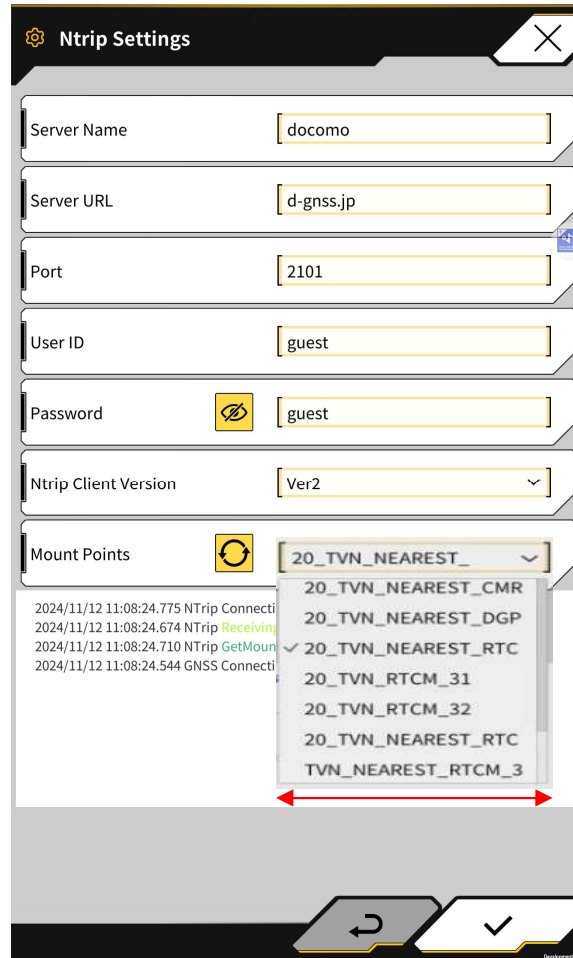 Ntrip Settings
Server Name
docomo
Server URL
d-gnss.jp
Port
2101
User ID
guest
Password
guest
Ntrip Client Version
Ver2
Mount Points
20_TVN_NEAREST_
20_TVN_NEAREST_CMR
20_TVN_NEAREST_DGP
20_TVN_NEAREST_RTC
20_TVN_RTCM_31
20_TVN_RTCM_32
20_TVN_NEAREST_RTC
TVN_NEAREST_RTCM_3
2024/11/12 11:08:24.775 NTrip Connecti
2024/11/12 11:08:24.674 NTrip Receiving
2024/11/12 11:08:24.710 NTrip GetMoun
2024/11/12 11:08:24.544 GNSS Connecti
Development